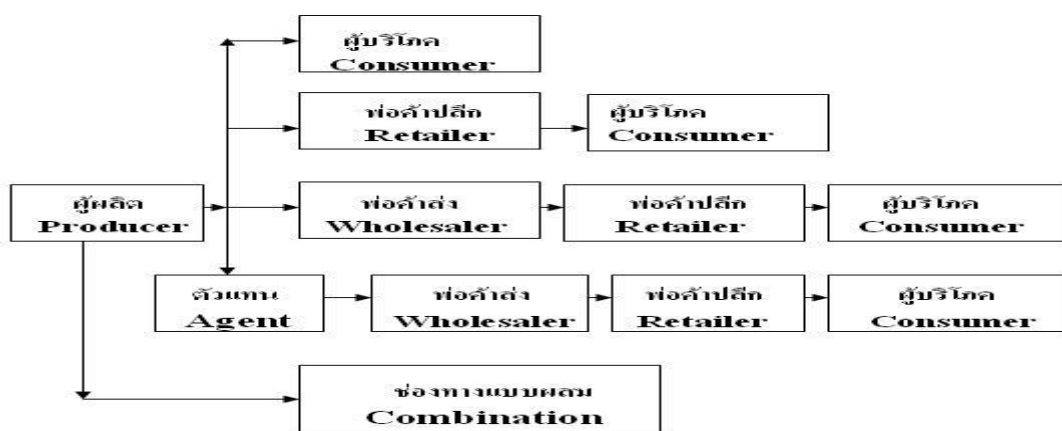 ผู้บริโภค
Consumer
พ่อค้าปลีก
Retailer
ผู้บริโภค
Consumer
ผู้ผลิต
Producer
พ่อค้าส่ง
Wholesaler
พ่อค้าปลีก
Retailer
ผู้บริโภค
Consumer
ตัวแทน
Agent
พ่อค้าส่ง
Wholesaler
พ่อค้าปลีก
Retailer
ผู้บริโภค
Consumer
ช่องทางแบบผสม
Combination